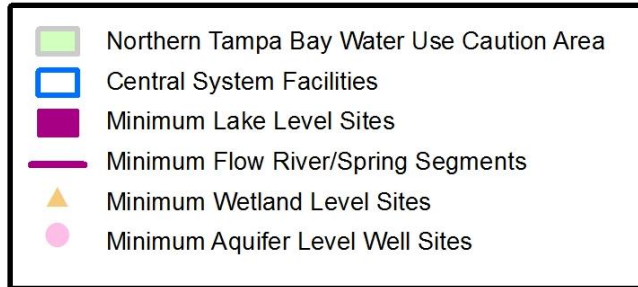 Northern Tampa Bay Water Use Caution Area
Central System Facilities
Minimum Lake Level Sites
Minimum Flow River/Spring Segments
Minimum Wetland Level Sites
Minimum Aquifer Level Well Sites